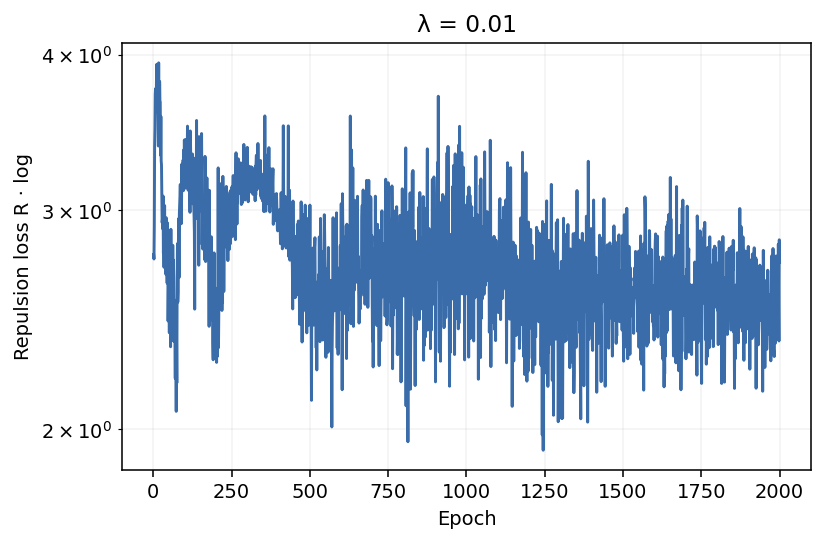 λ = 0.01
4 × 10⁰
3 × 10⁰
2 × 10⁰
Repulsion loss R · log
0 250 500 750 1000 1250 1500 1750 2000
Epoch